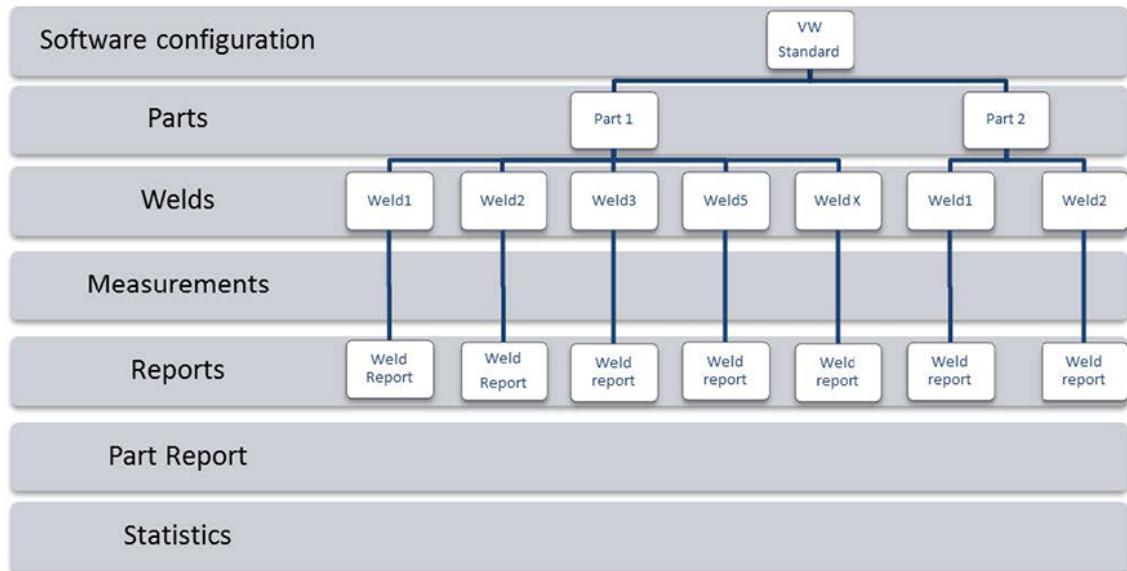 Software configuration
VW
Standard
Parts
Part 1
Part 2
Welds
Weld1
Weld2
Weld3
Weld5
Weld X
Weld1
Weld2
Measurements
Reports
Weld
Report
Weld
Report
Weld
report
Weld
report
Weld
report
Weld
report
Weld
report
Part Report
Statistics